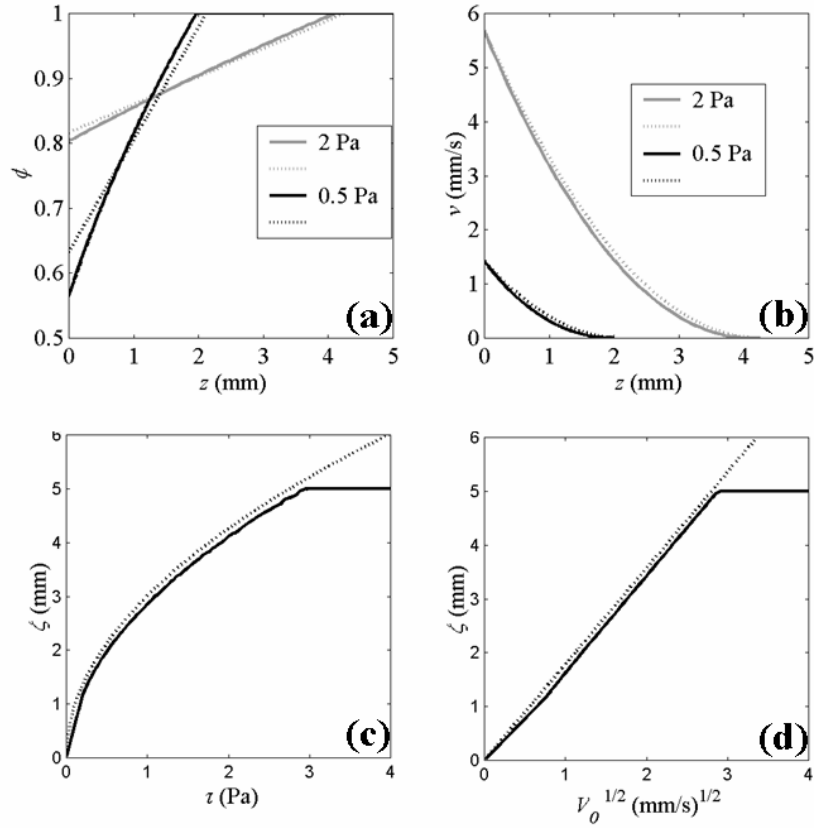 1
0.9
0.8
0.7
0.6
0.5
ϕ
2 Pa
0.5 Pa
(a)
0 1 2 3 4 5
z (mm)
6
5
4
3
2
1
0
v (mm/s)
2 Pa
0.5 Pa
(b)
0 1 2 3 4 5
z (mm)
6
5
4
3
2
1
0
ζ (mm)
(c)
0 1 2 3 4
τ (Pa)
6
5
4
3
2
1
0
ζ (mm)
(d)
0 1 2 3 4
V_o^{1/2} (mm/s)^{1/2}